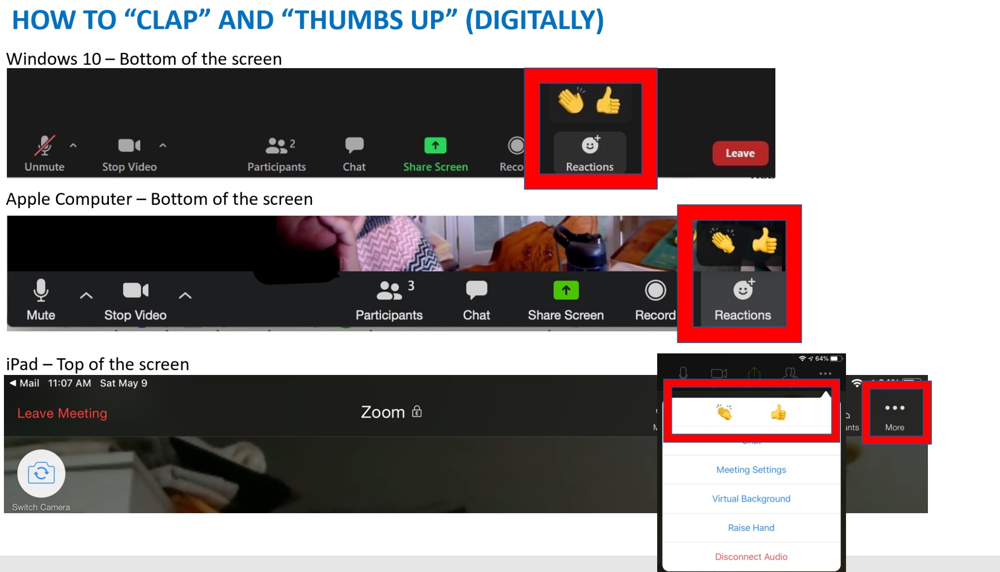 HOW TO “CLAP” AND “THUMBS UP” (DIGITALLY)
Windows 10 – Bottom of the screen
2
Unmute Stop Video Participants Chat Share Screen Reco Reactions Leave
Apple Computer – Bottom of the screen
3
Mute Stop Video Participants Chat Share Screen Record Reactions
iPad – Top of the screen
64%
Mail 11:07 AM Sat May 9
Leave Meeting Zoom E
ants More
Meeting Settings
Virtual Background
Raise Hand
Disconnect Audio
Switch Camera